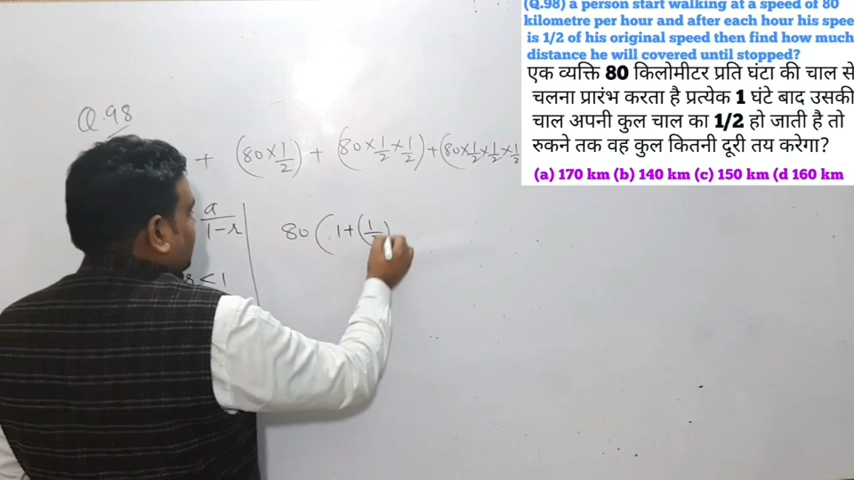 (Q.98) a person start walking at a speed of 80
kilometre per hour and after each hour his spee
is 1/2 of his original speed then find how much
distance he will covered until stopped?
एक व्यक्ति 80 किलोमीटर प्रति घंटा की चाल से
चलना प्रारंभ करता है प्रत्येक 1 घंटे बाद उसकी
चाल अपनी कुल चाल का 1/2 हो जाती है तो
रुकने तक वह कुल कितनी दूरी तय करेगा?
(a) 170 km (b) 140 km (c) 150 km (d 160 km
Q.98
+ (80×1/2) + (80×1/2×1/2) + (80×1/2×1/2×1/2
a/1-r
80 (1+(1/
<1